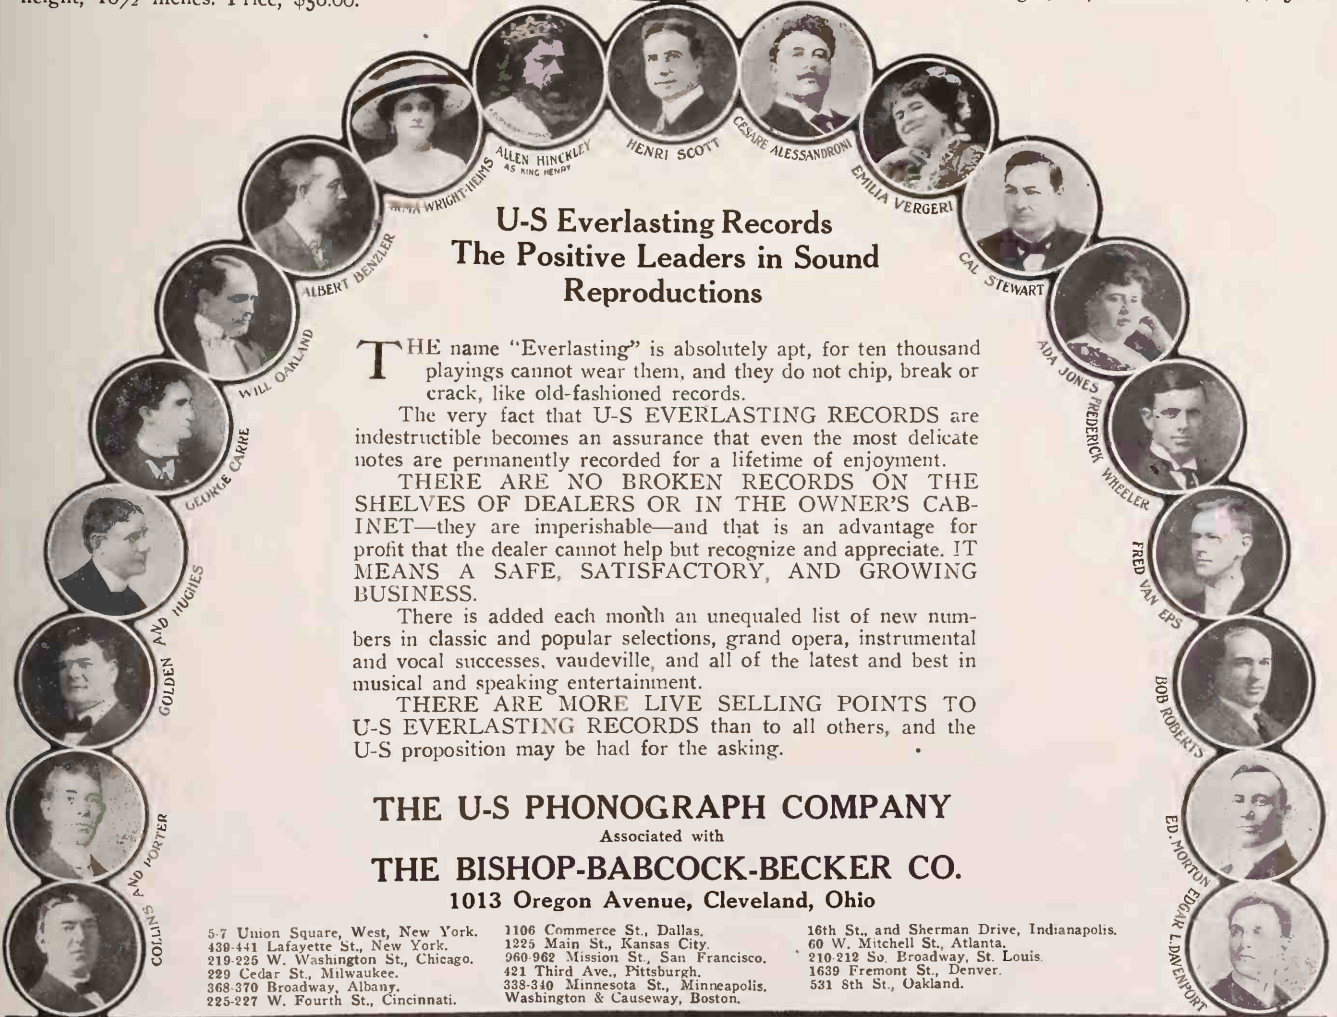 height, 18½ inches. Price, $50.00.
COLLINS AND PORTER
GOLDEN AND HUGHES
GEORGE CARRE
WILL OAKLAND
ALBERT BENZLER
WRIGHT-HEIMS
ALLEN HINCKLEY
AS KING HENRY
HENRI SCOTT
CESARE ALESSANDRONI
EMILIA VERGERI
CAL STEWART
ADA JONES
FREDERICK WHEELER
FRED VAN EPS
BOB ROBERTS
ED. MORTON
EDGAR L. DAVENPORT
U-S Everlasting Records
The Positive Leaders in Sound
Reproductions
THE name "Everlasting" is absolutely apt, for ten thousand
playings cannot wear them, and they do not chip, break or
crack, like old-fashioned records.
The very fact that U-S EVERLASTING RECORDS are
indestructible becomes an assurance that even the most delicate
notes are permanently recorded for a lifetime of enjoyment.
THERE ARE NO BROKEN RECORDS ON THE
SHELVES OF DEALERS OR IN THE OWNER'S CAB-
INET—they are imperishable—and that is an advantage for
profit that the dealer cannot help but recognize and appreciate. IT
MEANS A SAFE, SATISFACTORY, AND GROWING
BUSINESS.
There is added each month an unequaled list of new num-
bers in classic and popular selections, grand opera, instrumental
and vocal successes, vaudeville, and all of the latest and best in
musical and speaking entertainment.
THERE ARE MORE LIVE SELLING POINTS TO
U-S EVERLASTING RECORDS than to all others, and the
U-S proposition may be had for the asking.
THE U-S PHONOGRAPH COMPANY
Associated with
THE BISHOP-BABCOCK-BECKER CO.
1013 Oregon Avenue, Cleveland, Ohio
5-7 Union Square, West, New York.
439-441 Lafayette St., New York.
219-225 W. Washington St., Chicago.
229 Cedar St., Milwaukee.
368-370 Broadway, Albany.
225-227 W. Fourth St., Cincinnati.
1106 Commerce St., Dallas.
1225 Main St., Kansas City.
960-962 Mission St., San Francisco.
421 Third Ave., Pittsburgh.
338-340 Minnesota St., Minneapolis.
Washington & Causeway, Boston.
16th St., and Sherman Drive, Indianapolis.
60 W. Mitchell St., Atlanta.
210-212 So. Broadway, St. Louis.
1639 Fremont St., Denver.
531 8th St., Oakland.